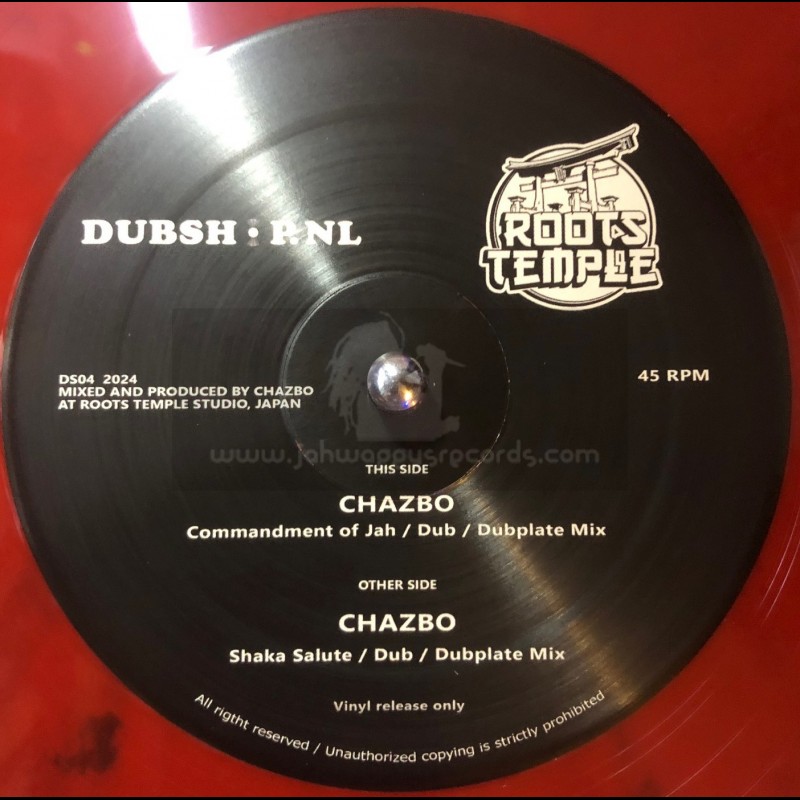 DUBSH:P.NL
ROOTS
TEMPLE
DS04 2024
MIXED AND PRODUCED BY CHAZBO
AT ROOTS TEMPLE STUDIO, JAPAN
45 RPM
www.jahwaggysrecords.com
THIS SIDE
CHAZBO
Commandment of Jah / Dub / Dubplate Mix
OTHER SIDE
CHAZBO
Shaka Salute / Dub / Dubplate Mix
Vinyl release only
All rigtht reserved / Unauthorized copying is strictly prohibited